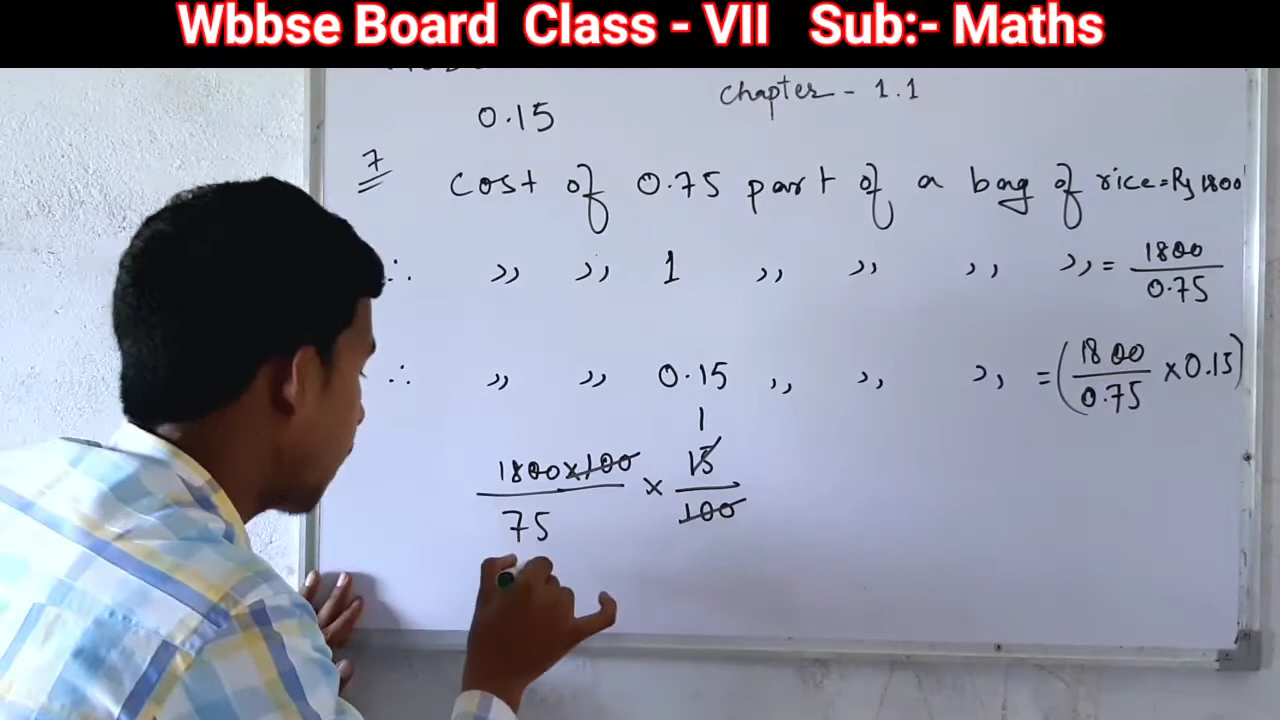 Wbbse Board Class - VII Sub:- Maths
chapter - 1.1
0.15
7 cost of 0.75 part of a bag of rice = Rs 1800
∴ ,, ,, 1 ,, ,, ,, ,, = 1800/0.75
∴ ,, ,, 0.15 ,, ,, ,, = (1800/0.75 × 0.15)
1
1800×100/75 × 15/100